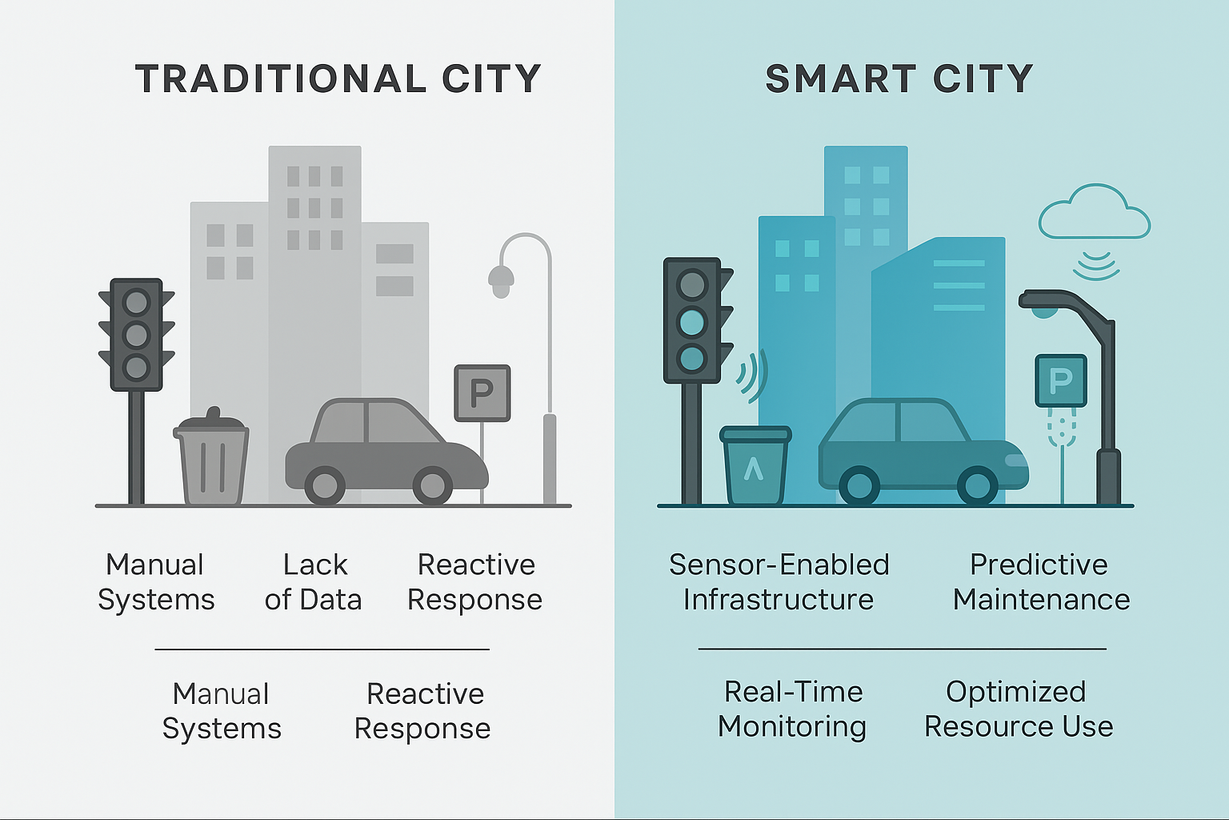 TRADITIONAL CITY
P
Manual Lack Reactive
Systems of Data Response
Manual Reactive
Systems Response
SMART CITY
P
Sensor-Enabled Predictive
Infrastructure Maintenance
Real-Time Optimized
Monitoring Resource Use